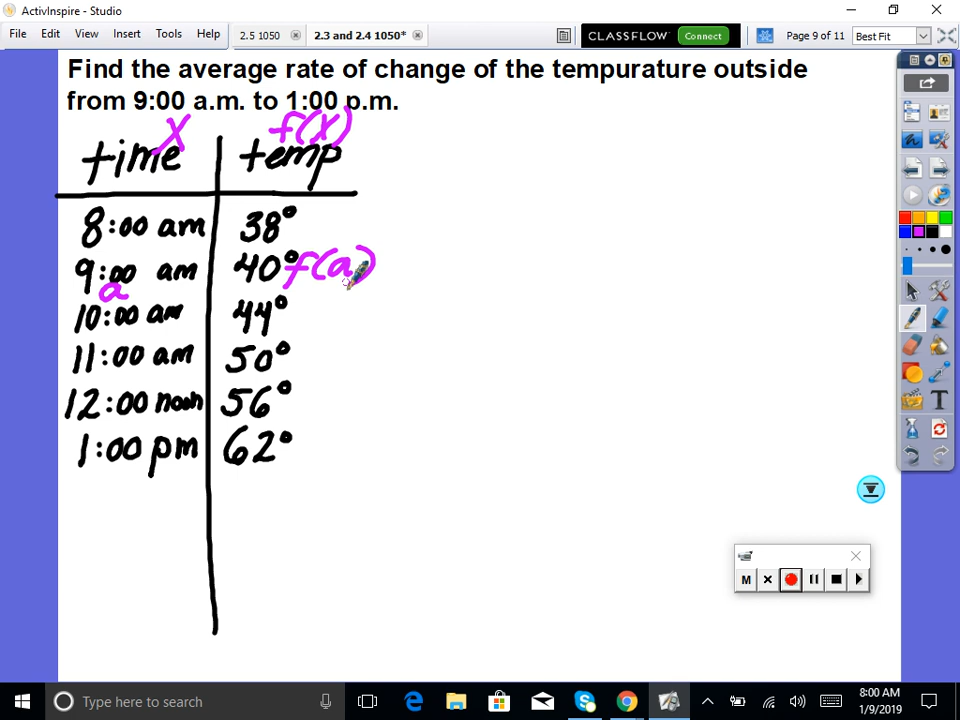 ActivInspire - Studio
File Edit View Insert Tools Help
2.5 1050
2.3 and 2.4 1050*
CLASSFLOW Connect
Page 9 of 11
Best Fit
Find the average rate of change of the tempurature outside
from 9:00 a.m. to 1:00 p.m.
x f(x)
time temp
8:00 am 38°
9:00 am 40° f(a)
a
10:00 am 44°
11:00 am 50°
12:00 noon 56°
1:00 pm 62°
T
M
Type here to search
8:00 AM
1/9/2019